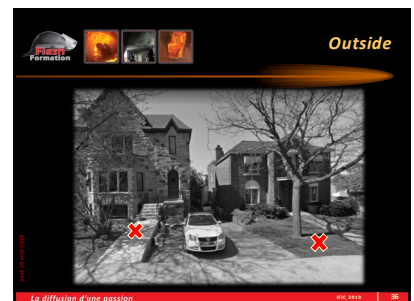 Flash
Formation
Outside
La diffusion d'une passion
IFIC 2019
36